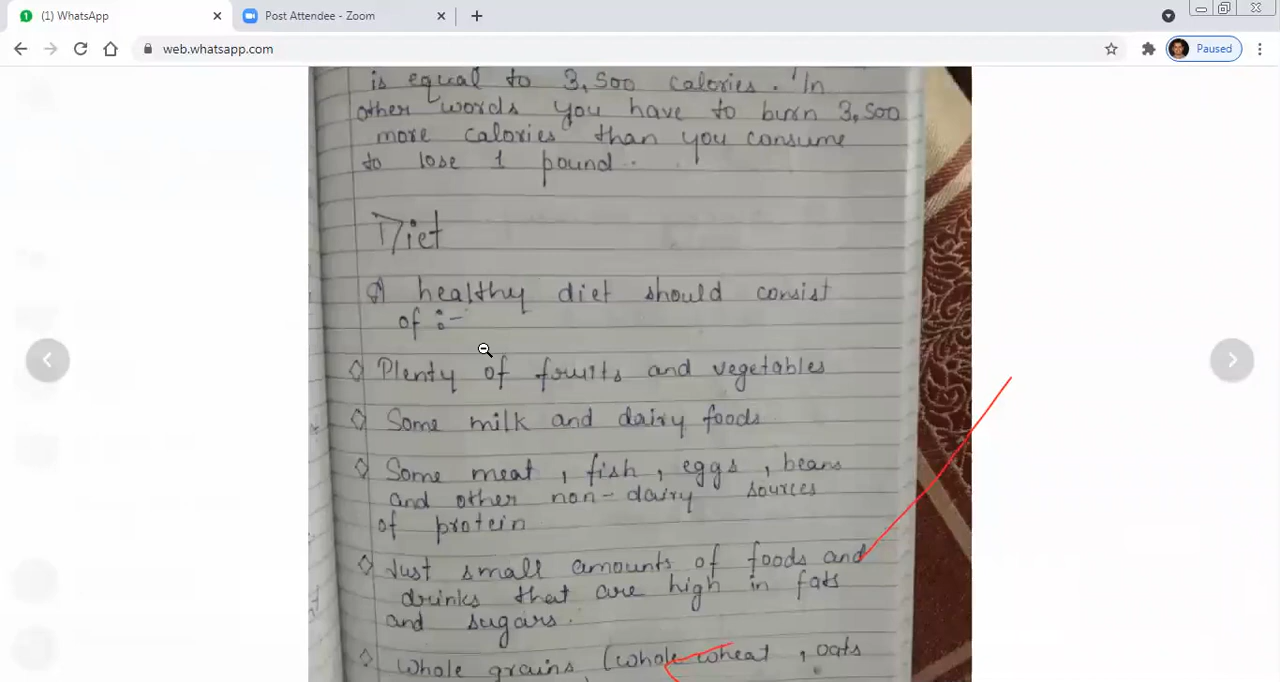 (1) WhatsApp
Post Attendee - Zoom
web.whatsapp.com
Paused
is equal to 3,500 calories. In
other words you have to burn 3,500
more calories than you consume
to lose 1 pound.
Diet
A healthy diet should consist
of :-
Plenty of fruits and vegetables
Some milk and dairy foods
Some meat, fish, eggs, beans
and other non-dairy sources
of protein
Just small amounts of foods and
drinks that are high in fats
and sugars.
Whole grains (whole wheat, oats